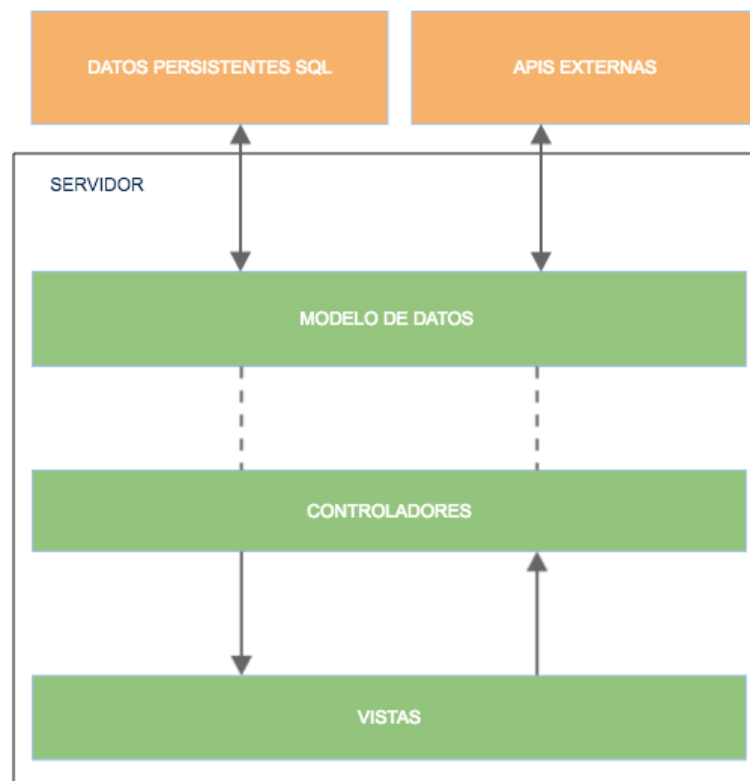 DATOS PERSISTENTES SQL
APIS EXTERNAS
SERVIDOR
MODELO DE DATOS
CONTROLADORES
VISTAS